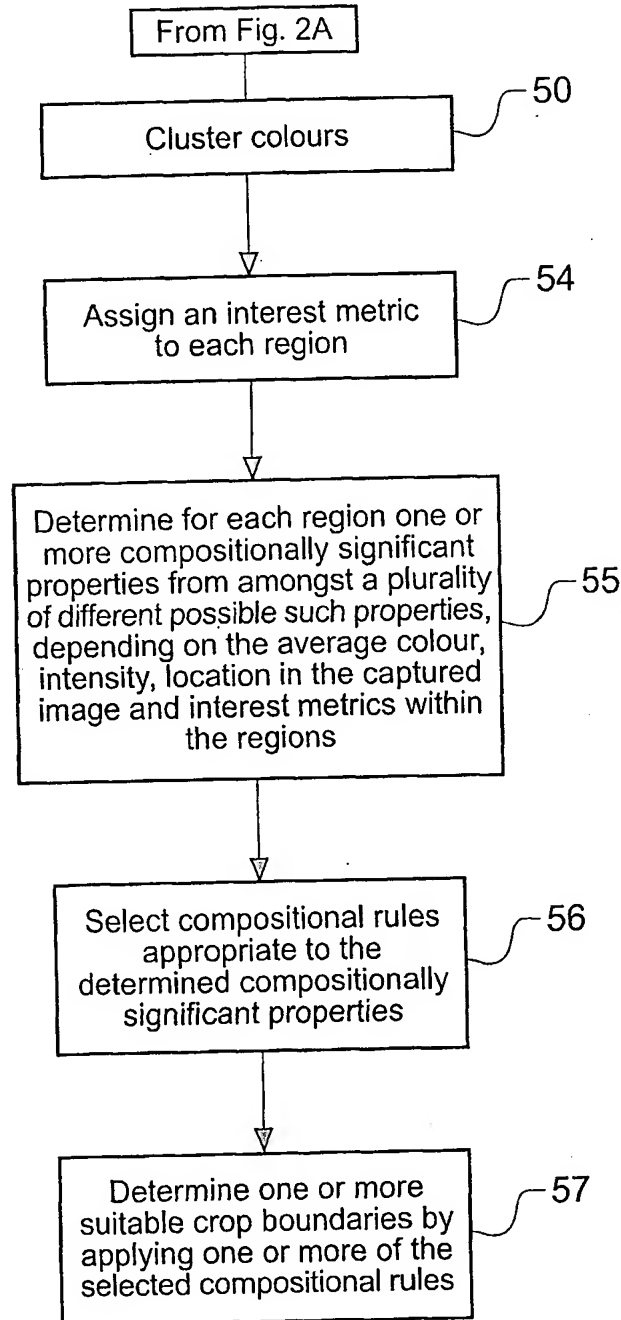 From Fig. 2A
50
Cluster colours
54
Assign an interest metric
to each region
Determine for each region one or
more compositionally significant
properties from amongst a plurality
of different possible such properties,
depending on the average colour,
intensity, location in the captured
image and interest metrics within
the regions
55
Select compositional rules
appropriate to the
determined compositionally
significant properties
56
Determine one or more
suitable crop boundaries by
applying one or more of the
selected compositional rules
57